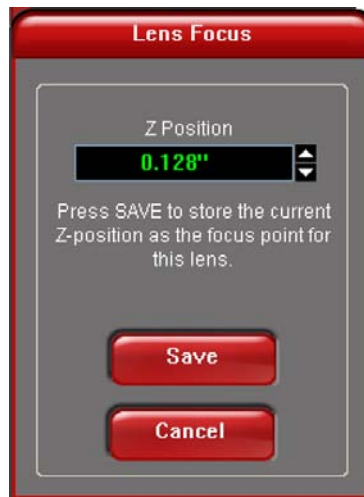 Lens Focus
Z Position
0.128"
Press SAVE to store the current
Z-position as the focus point for
this lens.
Save
Cancel